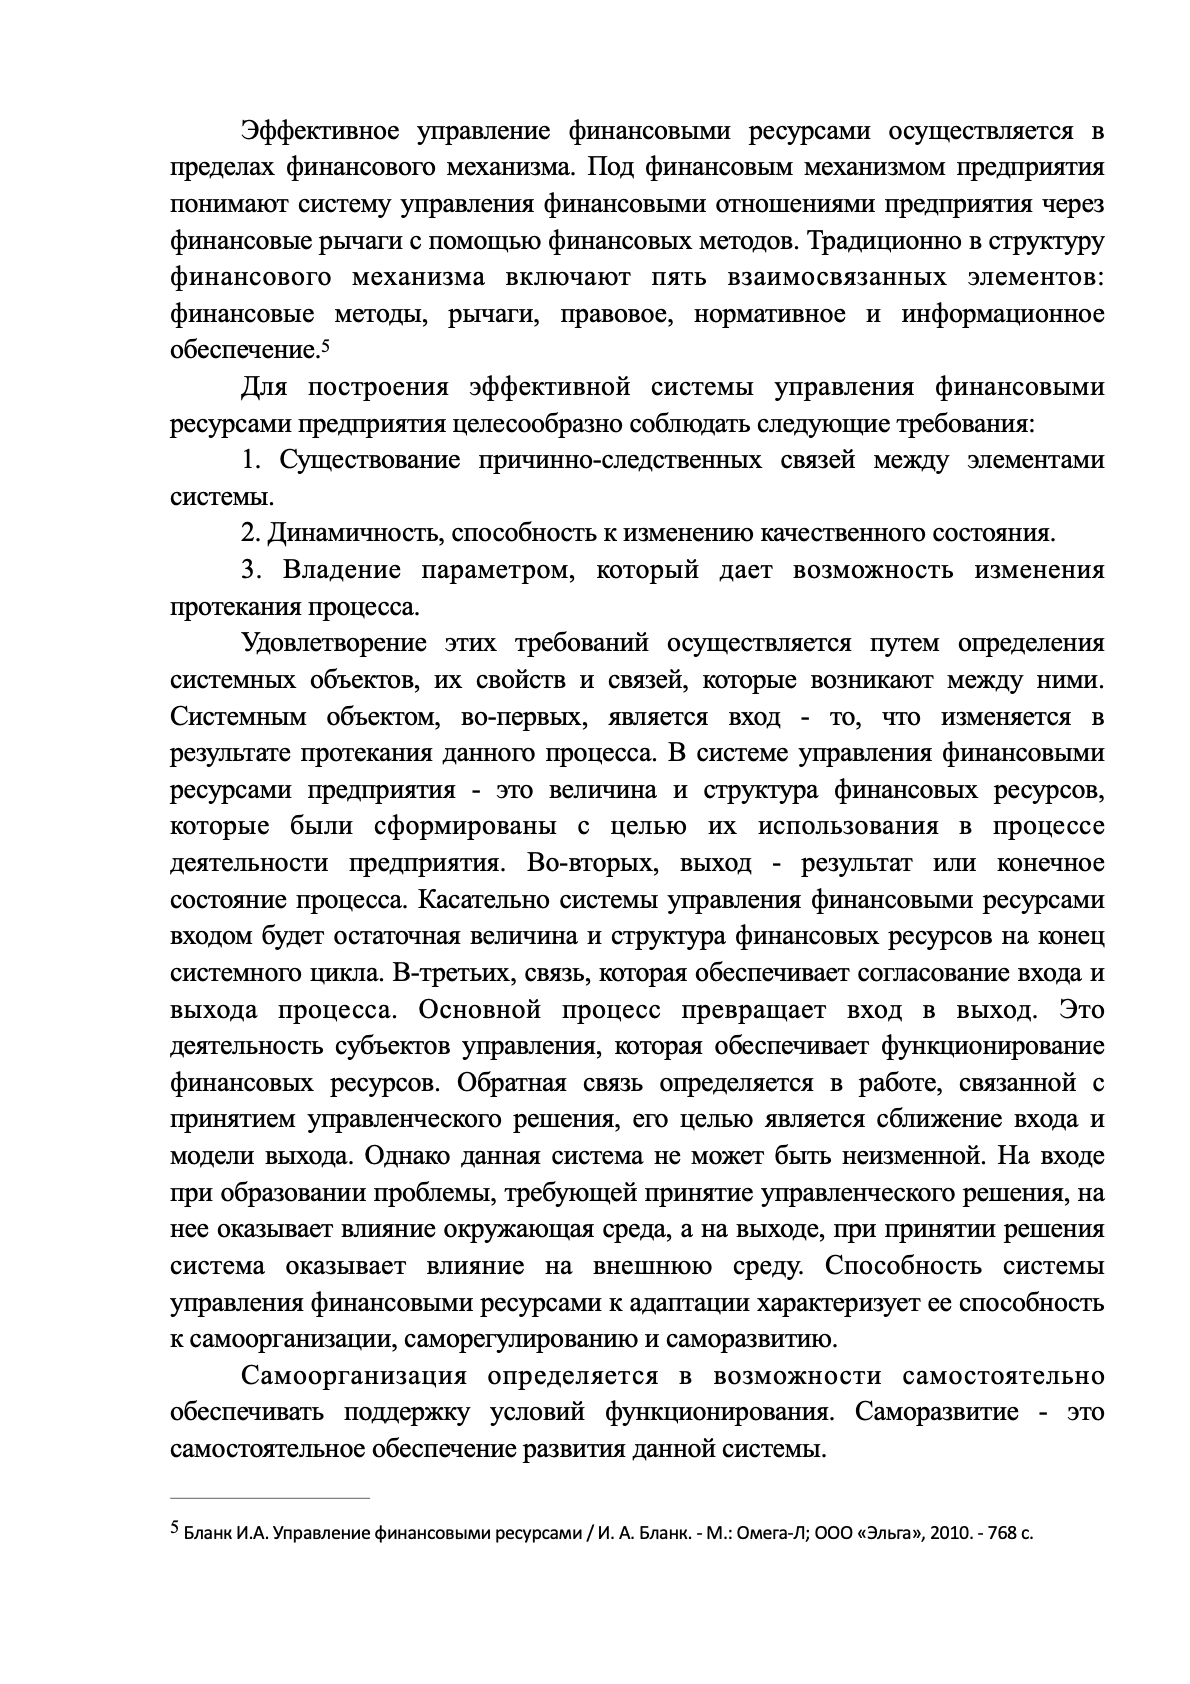 Эффективное управление финансовыми ресурсами осуществляется в
пределах финансового механизма. Под финансовым механизмом предприятия
понимают систему управления финансовыми отношениями предприятия через
финансовые рычаги с помощью финансовых методов. Традиционно в структуру
финансового механизма включают пять взаимосвязанных элементов:
финансовые методы, рычаги, правовое, нормативное и информационное
обеспечение.5
Для построения эффективной системы управления финансовыми
ресурсами предприятия целесообразно соблюдать следующие требования:
1. Существование причинно-следственных связей между элементами
системы.
2. Динамичность, способность к изменению качественного состояния.
3. Владение параметром, который дает возможность изменения
протекания процесса.
Удовлетворение этих требований осуществляется путем определения
системных объектов, их свойств и связей, которые возникают между ними.
Системным объектом, во-первых, является вход - то, что изменяется в
результате протекания данного процесса. В системе управления финансовыми
ресурсами предприятия - это величина и структура финансовых ресурсов,
которые были сформированы с целью их использования в процессе
деятельности предприятия. Во-вторых, выход - результат или конечное
состояние процесса. Касательно системы управления финансовыми ресурсами
входом будет остаточная величина и структура финансовых ресурсов на конец
системного цикла. В-третьих, связь, которая обеспечивает согласование входа и
выхода процесса. Основной процесс превращает вход в выход. Это
деятельность субъектов управления, которая обеспечивает функционирование
финансовых ресурсов. Обратная связь определяется в работе, связанной с
принятием управленческого решения, его целью является сближение входа и
модели выхода. Однако данная система не может быть неизменной. На входе
при образовании проблемы, требующей принятие управленческого решения, на
нее оказывает влияние окружающая среда, а на выходе, при принятии решения
система оказывает влияние на внешнюю среду. Способность системы
управления финансовыми ресурсами к адаптации характеризует ее способность
к самоорганизации, саморегулированию и саморазвитию.
Самоорганизация определяется в возможности самостоятельно
обеспечивать поддержку условий функционирования. Саморазвитие - это
самостоятельное обеспечение развития данной системы.
5 Бланк И.А. Управление финансовыми ресурсами / И. А. Бланк. - М.: Омега-Л; ООО «Эльга», 2010. - 768 с.